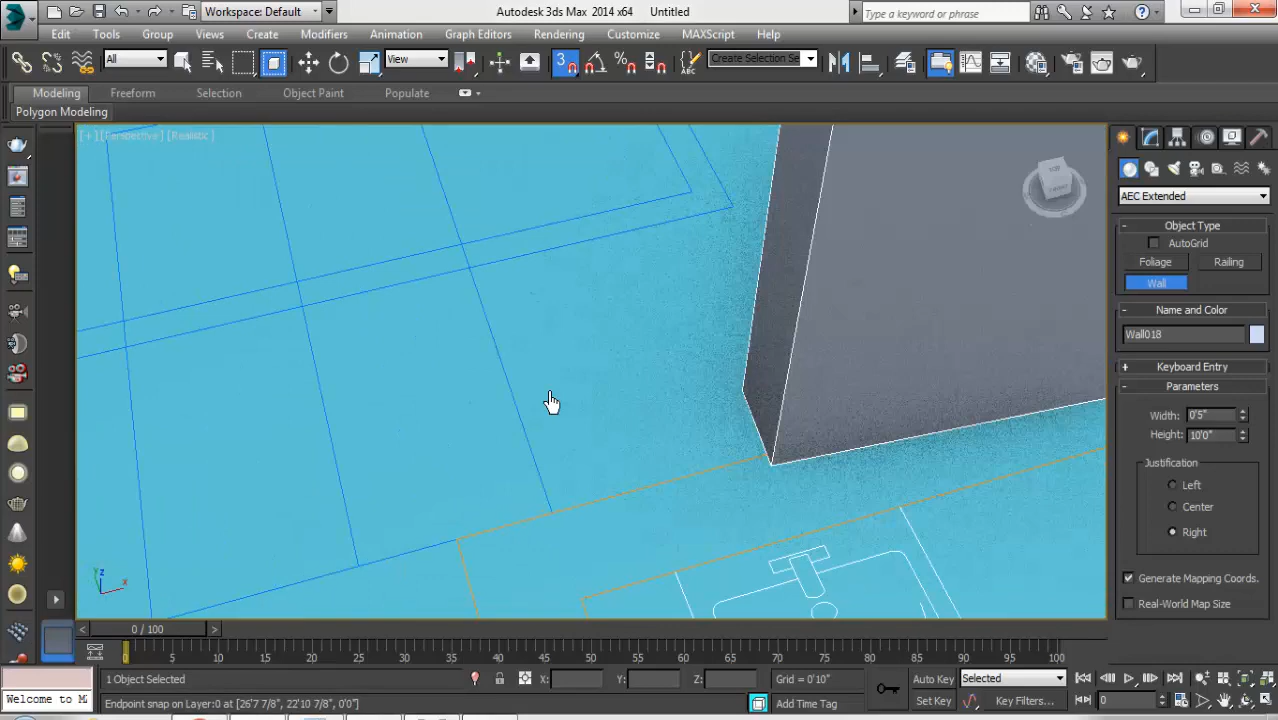 Workspace: Default
Autodesk 3ds Max 2014 x64 Untitled
Type a keyword or phrase
Edit Tools Group Views Create Modifiers Animation Graph Editors Rendering Customize MAXScript Help
All
View
3
Create Selection Se
Modeling Freeform Selection Object Paint Populate
Polygon Modeling
[+] [Perspective] [Realistic]
TOP
AEC Extended
- Object Type
AutoGrid
Foliage Railing
Wall
- Name and Color
Wall018
+ Keyboard Entry
- Parameters
Width: 0'5"
Height: 10'0"
Justification
Left
Center
Right
Generate Mapping Coords.
Real-World Map Size
z
x
< 0 / 100 >
0 5 10 15 20 25 30 35 40 45 50 55 60 65 70 75 80 85 90 95 100
1 Object Selected X: Y: Z: Grid = 0'10" Auto Key Selected
Welcome to M
Endpoint snap on Layer:0 at [26'7 7/8", 22'10 7/8", 0'0"] Add Time Tag Set Key Key Filters... 0